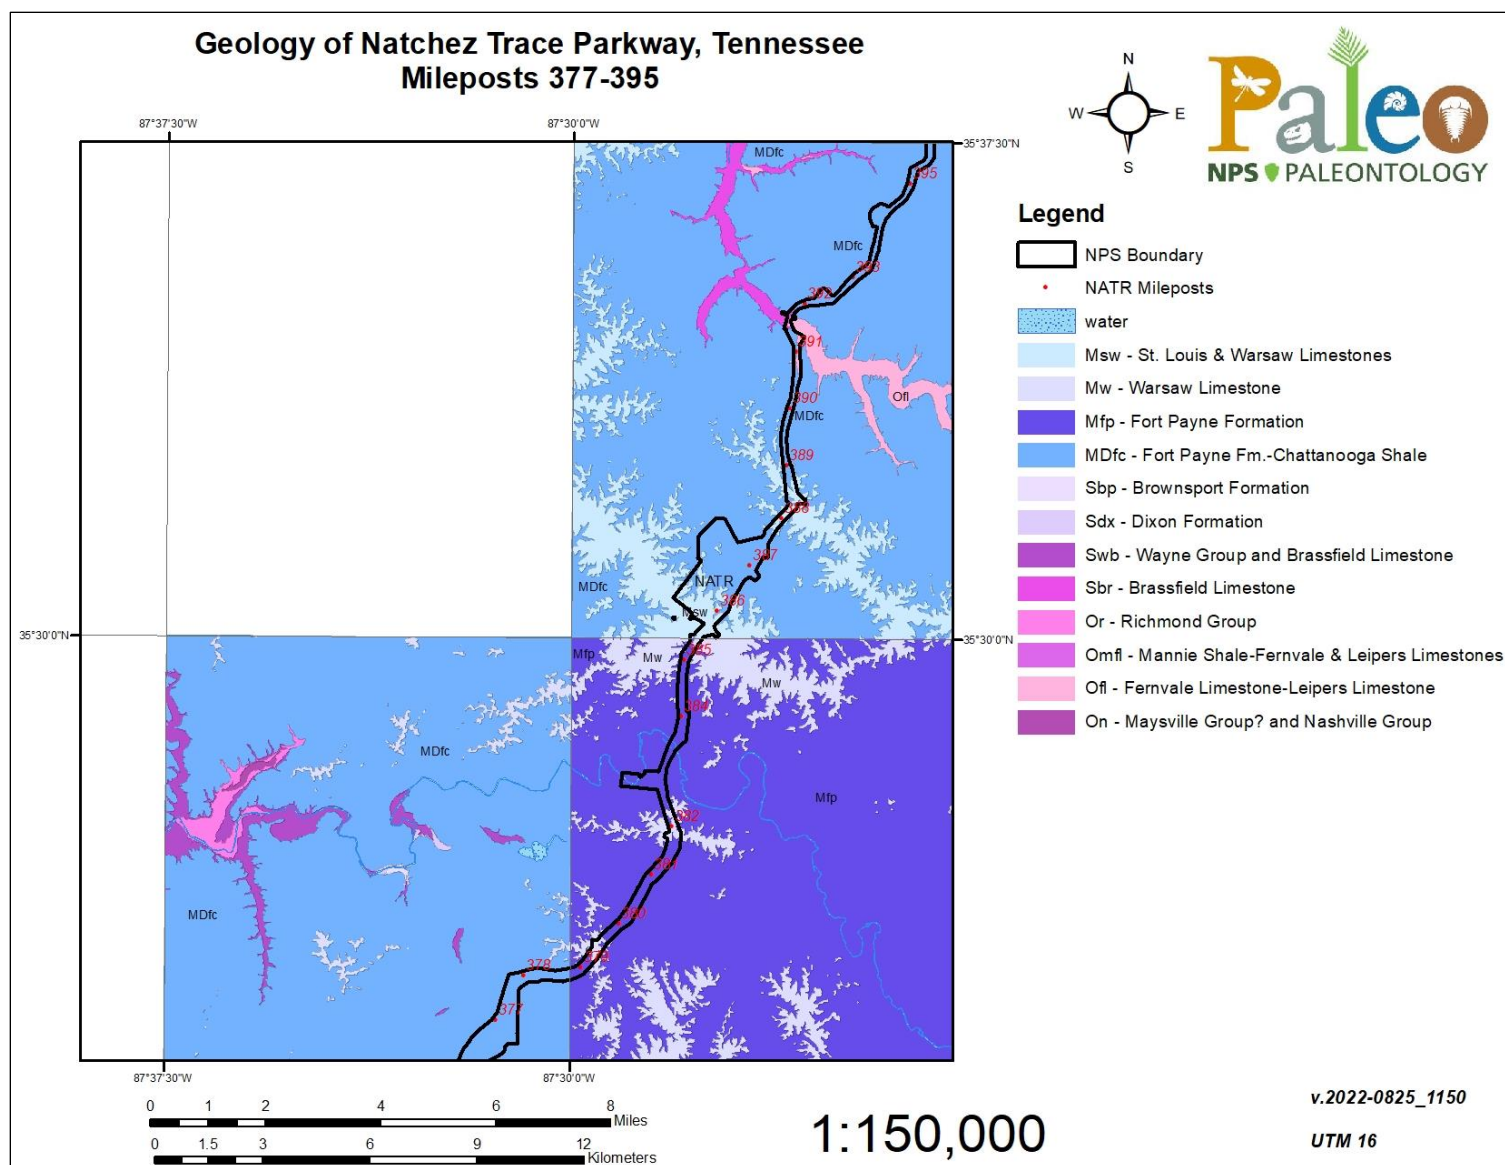 Geology of Natchez Trace Parkway, Tennessee
Mileposts 377-395
N
W
E
S
Paleo
NPS PALEONTOLOGY
87°37'30"W
87°30'0"W
35°37'30"N
MDfc
395
MDfc
393
392
391
390
MDfc
Ofl
389
388
387
NATR
MDfc
386
Msw
35°30'0"N
35°30'0"N
385
Mfp
Mw
Mw
384
MDfc
Mfp
382
381
MDfc
380
379
378
377
87°37'30"W
87°30'0"W
Legend
NPS Boundary
NATR Mileposts
water
Msw - St. Louis & Warsaw Limestones
Mw - Warsaw Limestone
Mfp - Fort Payne Formation
MDfc - Fort Payne Fm.-Chattanooga Shale
Sbp - Brownsport Formation
Sdx - Dixon Formation
Swb - Wayne Group and Brassfield Limestone
Sbr - Brassfield Limestone
Or - Richmond Group
Omfl - Mannie Shale-Fernvale & Leipers Limestones
Ofl - Fernvale Limestone-Leipers Limestone
On - Maysville Group? and Nashville Group
0 1 2 4 6 8
Miles
0 1.5 3 6 9 12
Kilometers
1:150,000
v.2022-0825_1150
UTM 16